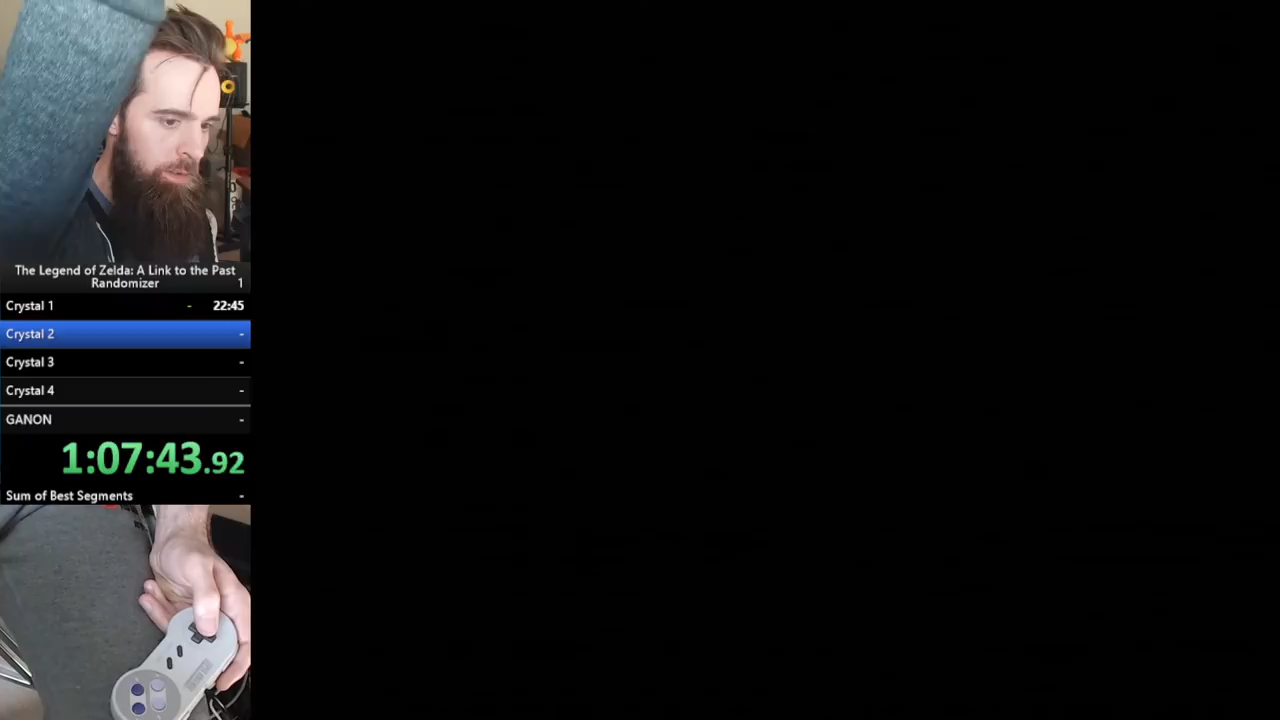 The Legend of Zelda: A Link to the Past
Randomizer 1
Crystal 1 - 22:45
Crystal 2 -
Crystal 3 -
Crystal 4 -
GANON -
1:07:43.92
Sum of Best Segments -